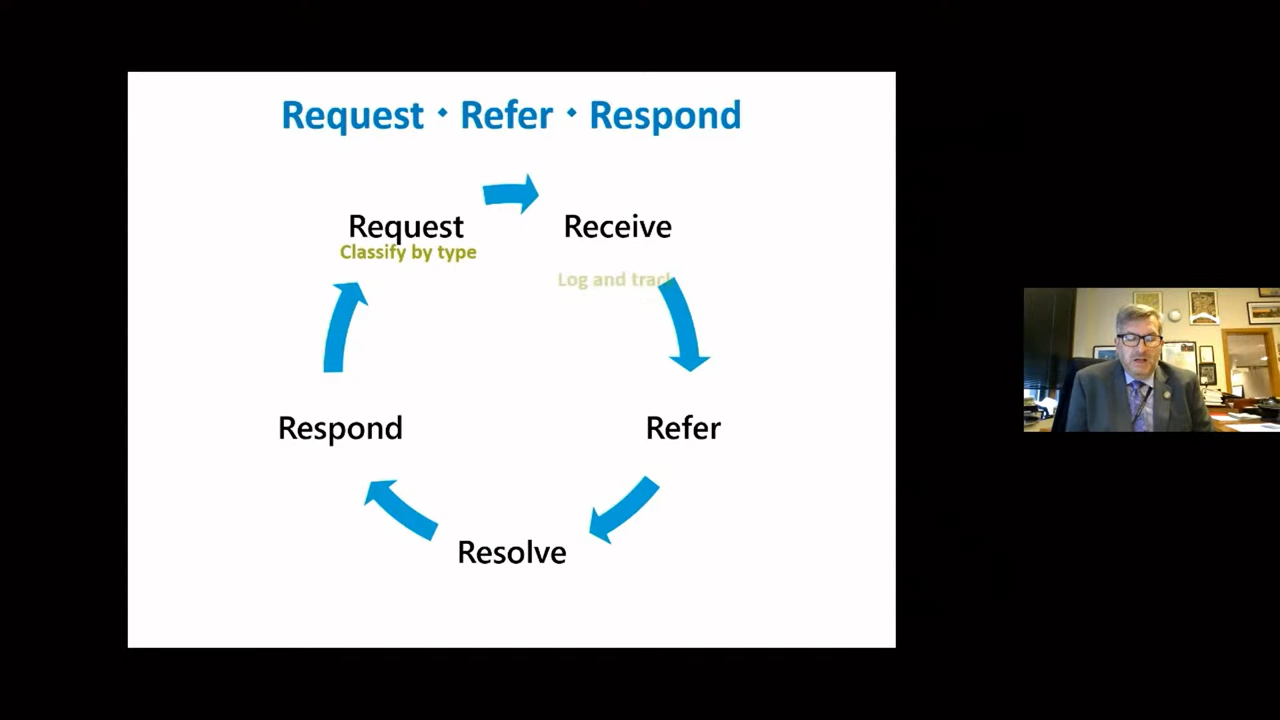 Request · Refer · Respond
Request
Classify by type
Receive
Log and track
Respond
Refer
Resolve